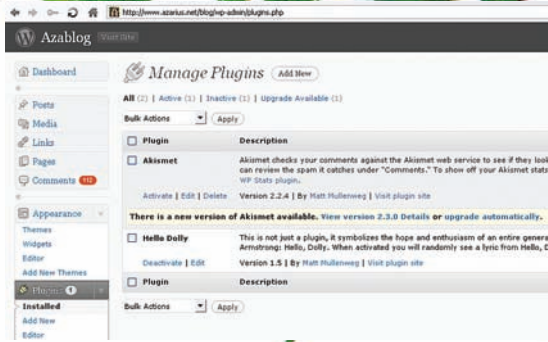 http://www.azarius.net/blog/wp-admin/plugins.php
Azablog Visit Site
Dashboard
Posts
Media
Links
Pages
Comments 112
Appearance
Themes
Widgets
Editor
Add New Themes
Plugins 1
Installed
Add New
Editor
Manage Plugins Add New
All (2) | Active (1) | Inactive (1) | Upgrade Available (1)
Bulk Actions Apply
Plugin Description
Akismet Akismet checks your comments against the Akismet web service to see if they look
can review the spam it catches under "Comments." To show off your Akismet stats
WP Stats plugin.
Activate | Edit | Delete Version 2.2.4 | By Matt Mullenweg | Visit plugin site
There is a new version of Akismet available. View version 2.3.0 Details or upgrade automatically.
Hello Dolly This is not just a plugin, it symbolizes the hope and enthusiasm of an entire genera
Armstrong: Hello, Dolly. When activated you will randomly see a lyric from Hello, D
Deactivate | Edit Version 1.5 | By Matt Mullenweg | Visit plugin site
Plugin Description
Bulk Actions Apply